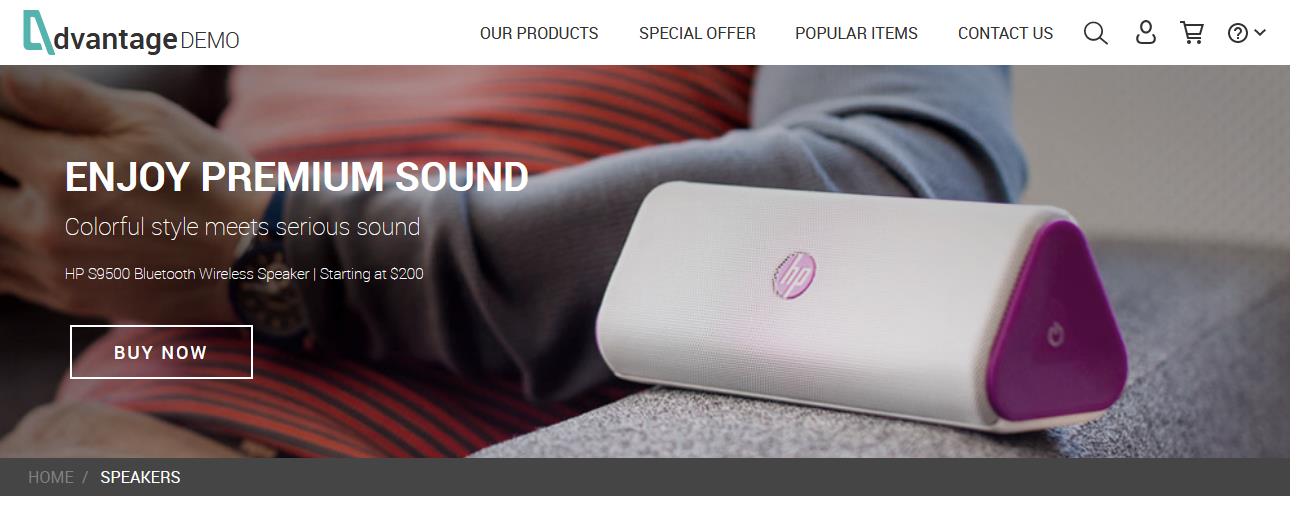 dvantage DEMO
OUR PRODUCTS
SPECIAL OFFER
POPULAR ITEMS
CONTACT US
?
ENJOY PREMIUM SOUND
Colorful style meets serious sound
HP S9500 Bluetooth Wireless Speaker | Starting at $200
hp
BUY NOW
HOME / SPEAKERS